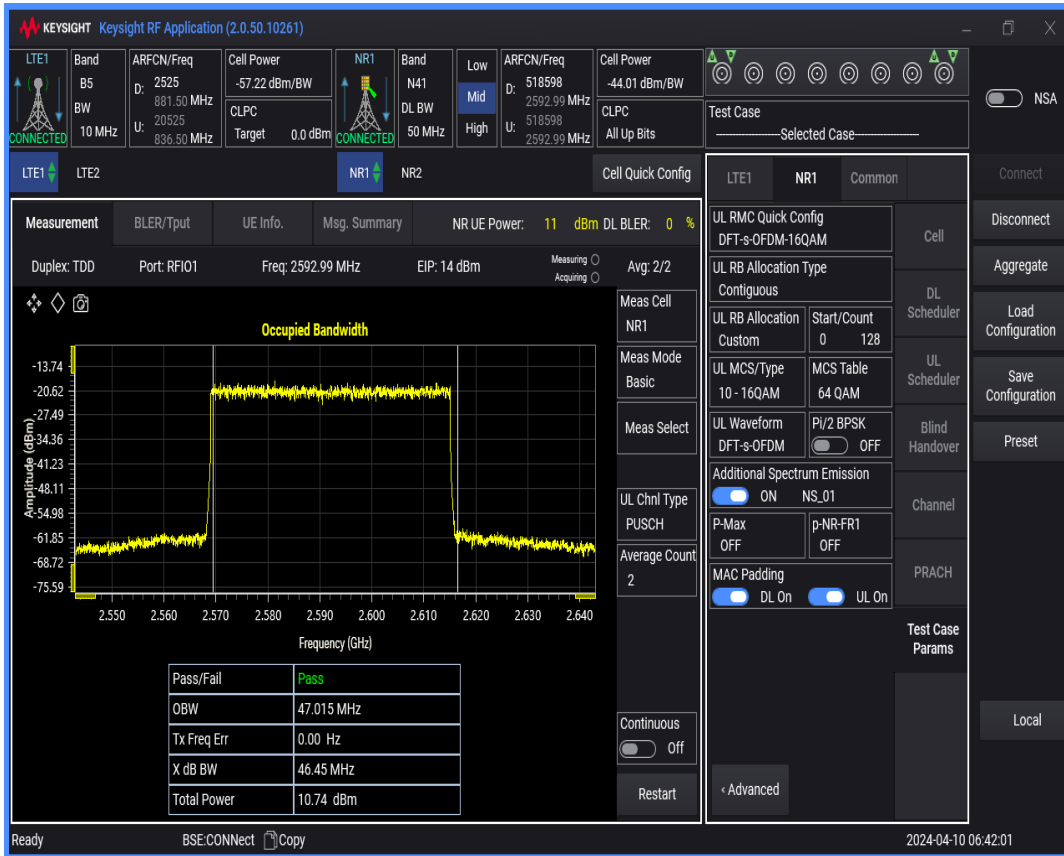 KEYSIGHT Keysight RF Application (2.0.50.10261)
LTE1
CONNECTED
Band
B5
BW
10 MHz
ARFCN/Freq
D: 2525
881.50 MHz
U: 20525
836.50 MHz
Cell Power
-57.22 dBm/BW
CLPC
Target 0.0 dBm
NR1
CONNECTED
Band
N41
DL BW
50 MHz
Low
Mid
High
ARFCN/Freq
D: 518598
2592.99 MHz
U: 518598
2592.99 MHz
Cell Power
-44.01 dBm/BW
CLPC
All Up Bits
Test Case
--------------------Selected Case--------------------
NSA
LTE1 LTE2 NR1 NR2 Cell Quick Config
Measurement BLER/Tput UE Info. Msg. Summary NR UE Power: 11 dBm DL BLER: 0 %
Duplex: TDD Port: RFIO1 Freq: 2592.99 MHz EIP: 14 dBm Measuring Acquiring Avg: 2/2
Occupied Bandwidth
Amplitude (dBm)
-13.74
-20.62
-27.49
-34.36
-41.23
-48.11
-54.98
-61.85
-68.72
-75.59
2.550 2.560 2.570 2.580 2.590 2.600 2.610 2.620 2.630 2.640
Frequency (GHz)
Pass/Fail Pass
OBW 47.015 MHz
Tx Freq Err 0.00 Hz
X dB BW 46.45 MHz
Total Power 10.74 dBm
Meas Cell
NR1
Meas Mode
Basic
Meas Select
UL Chnl Type
PUSCH
Average Count
2
Continuous
Off
Restart
LTE1 NR1 Common
UL RMC Quick Config
DFT-s-OFDM-16QAM
UL RB Allocation Type
Contiguous
UL RB Allocation
Custom
Start/Count
0 128
UL MCS/Type
10 - 16QAM
MCS Table
64 QAM
UL Waveform
DFT-s-OFDM
Pi/2 BPSK
OFF
Additional Spectrum Emission
ON NS_01
P-Max
OFF
p-NR-FR1
OFF
MAC Padding
DL On UL On
‹ Advanced
Cell
DL
Scheduler
UL
Scheduler
Blind
Handover
Channel
PRACH
Test Case
Params
Connect
Disconnect
Aggregate
Load
Configuration
Save
Configuration
Preset
Local
Ready BSE:CONNect Copy 2024-04-10 06:42:01